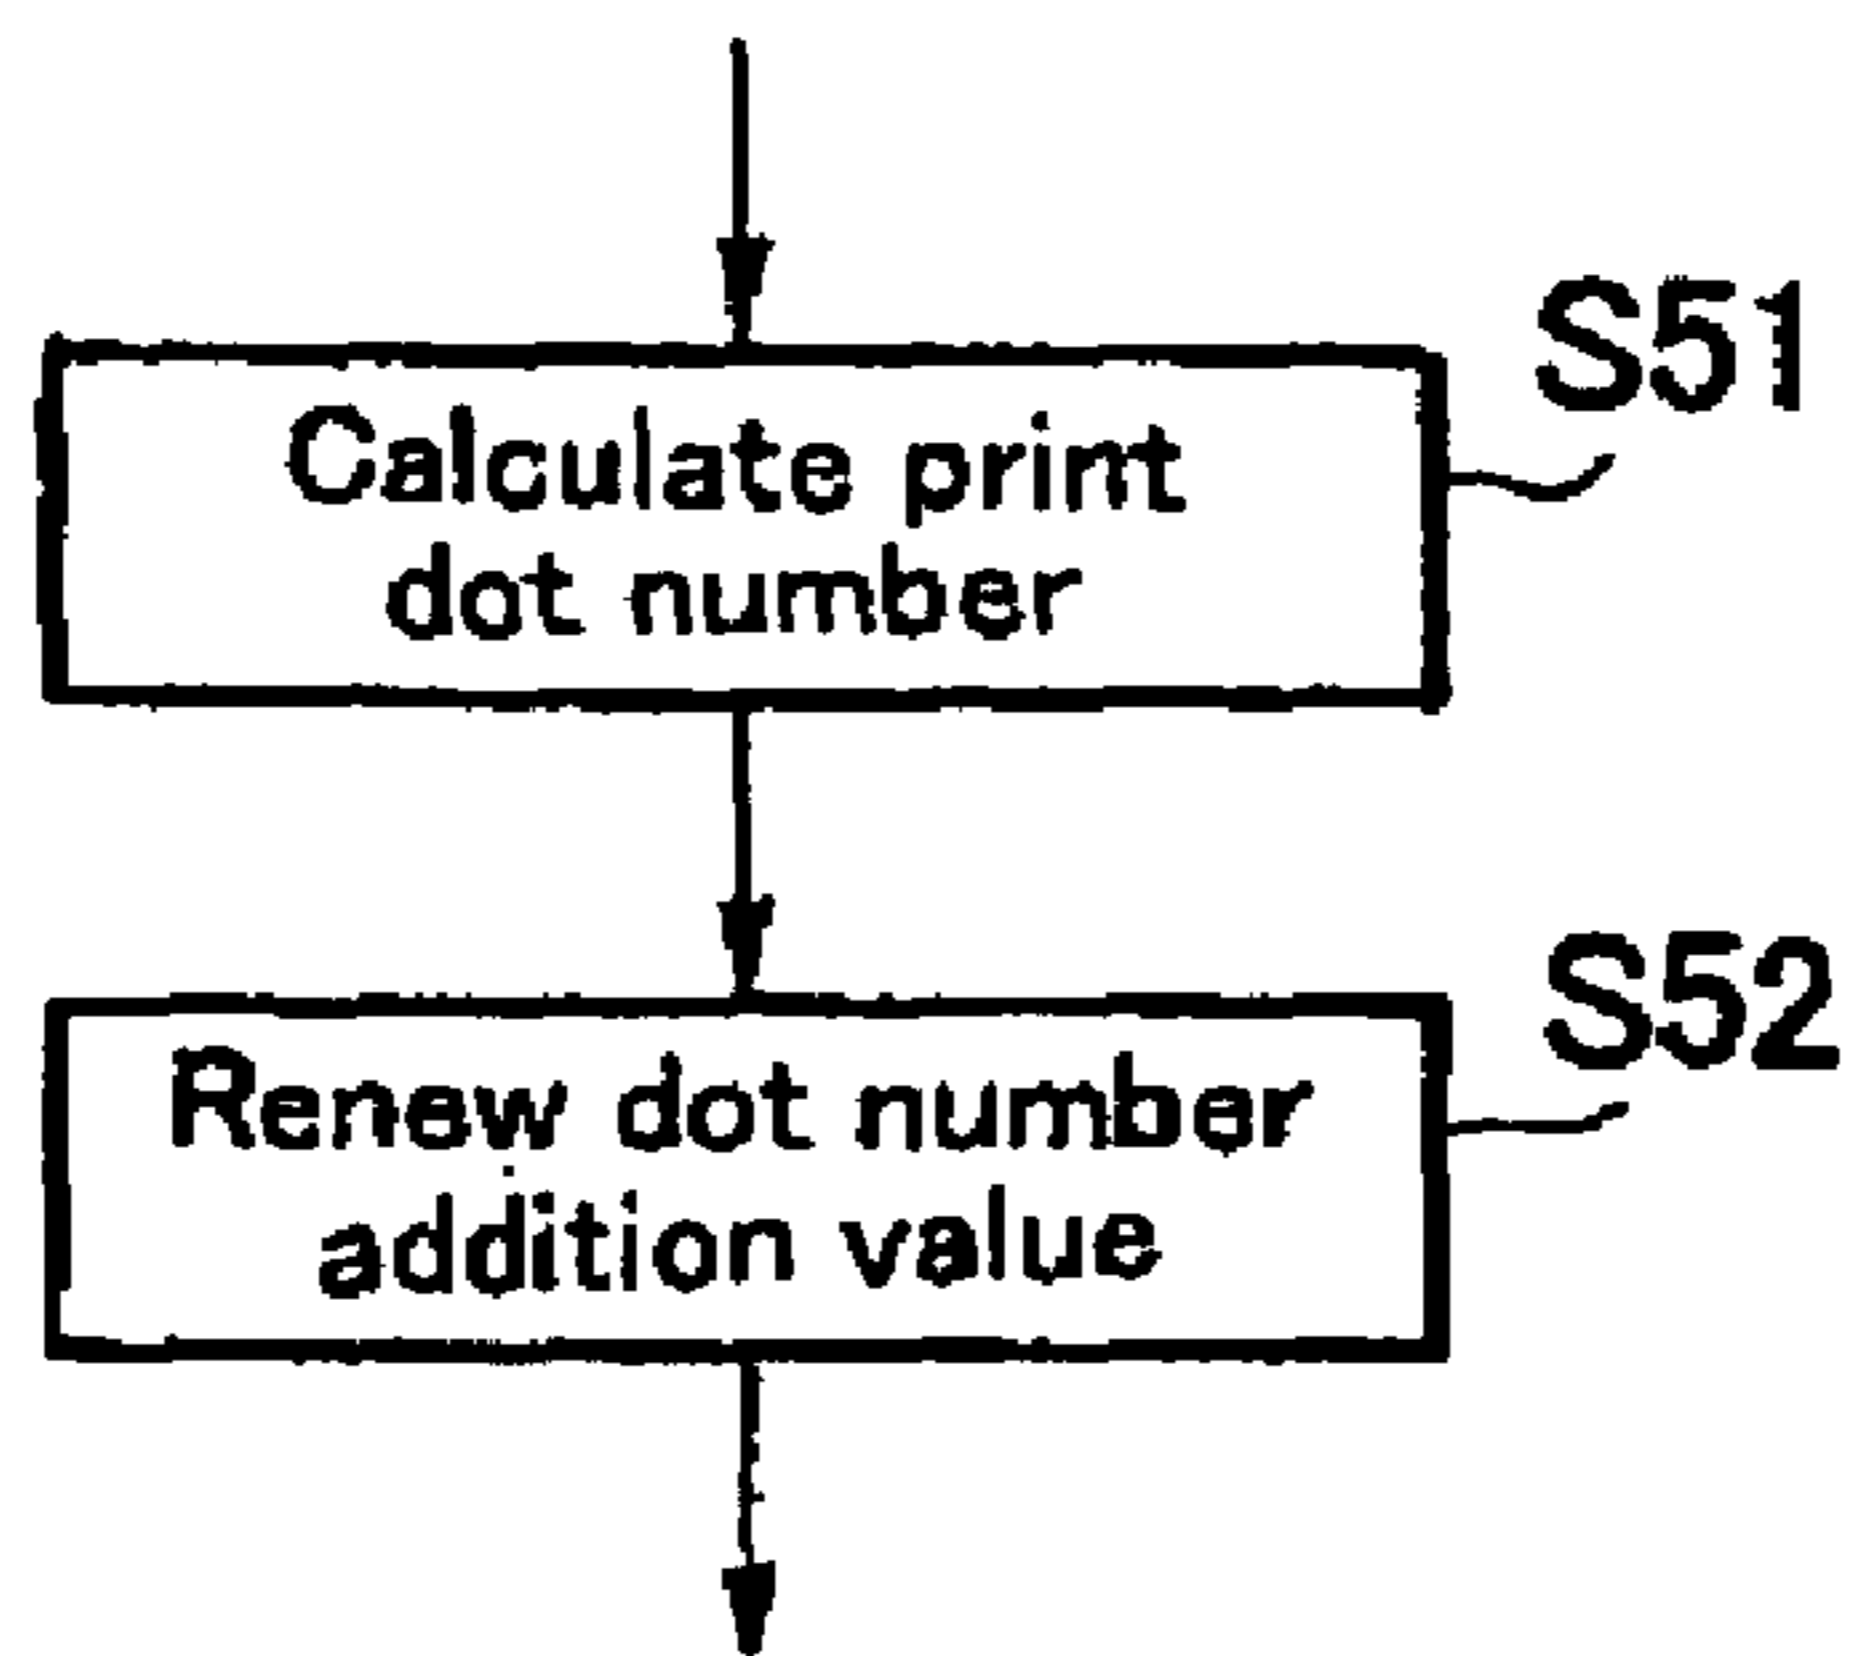 S51
Calculate print
dot number
S52
Renew dot number
addition value